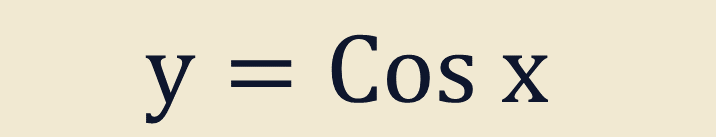 y = Cos x